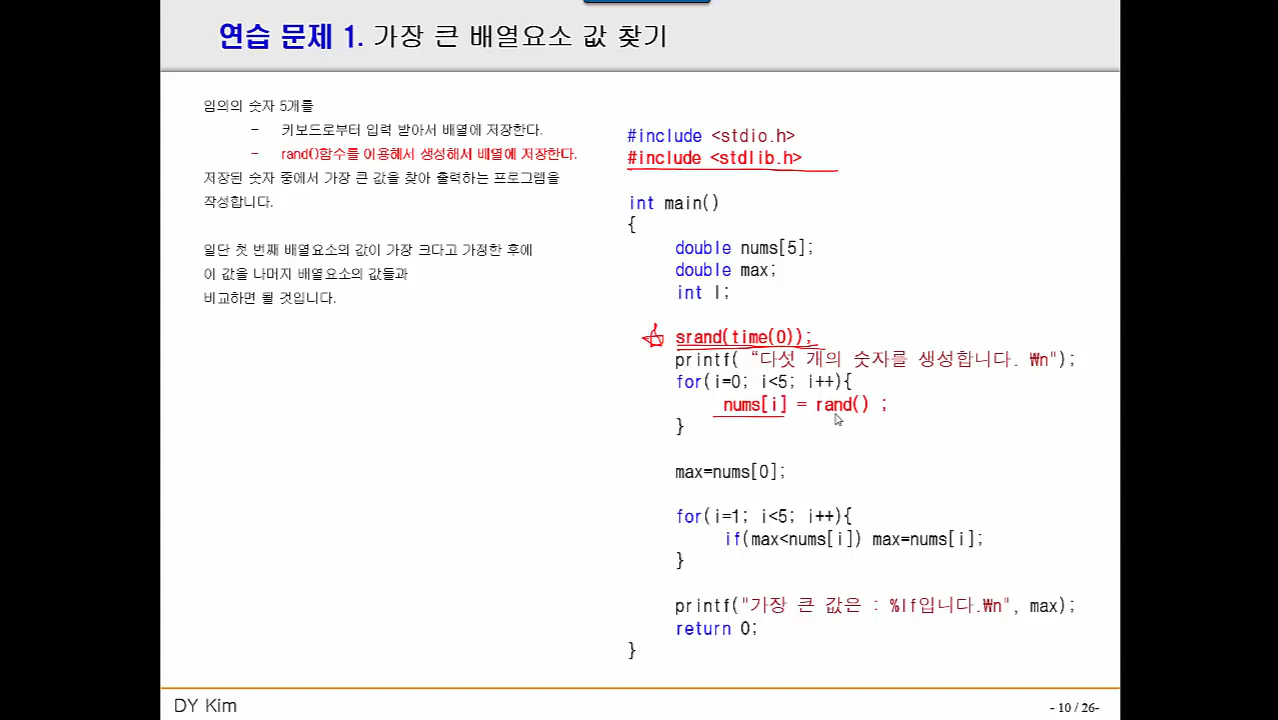 연습 문제 1. 가장 큰 배열요소 값 찾기
임의의 숫자 5개를
- 키보드로부터 입력 받아서 배열에 저장한다.
- rand()함수를 이용해서 생성해서 배열에 저장한다.
저장된 숫자 중에서 가장 큰 값을 찾아 출력하는 프로그램을
작성합니다.
일단 첫 번째 배열요소의 값이 가장 크다고 가정한 후에
이 값을 나머지 배열요소의 값들과
비교하면 될 것입니다.
#include <stdio.h>
#include <stdlib.h>
int main()
{
double nums[5];
double max;
int I;
srand(time(0));
printf( “다섯 개의 숫자를 생성합니다. ₩n");
for(i=0; i<5; i++){
nums[i] = rand() ;
}
max=nums[0];
for(i=1; i<5; i++){
if(max<nums[i]) max=nums[i];
}
printf("가장 큰 값은 : %lf입니다.₩n", max);
return 0;
}
DY Kim
- 10 / 26-